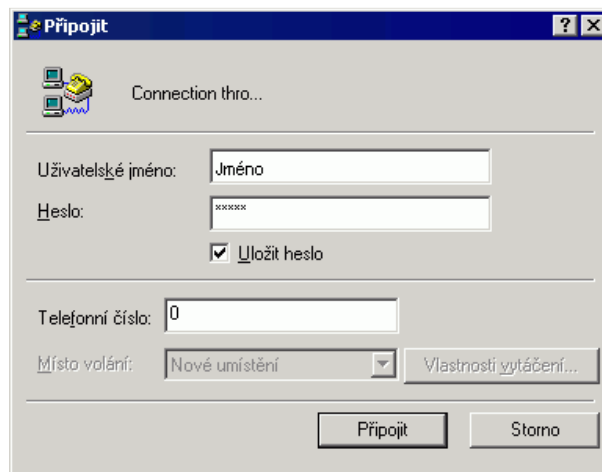 Připojit
Connection thro...
Uživatelské jméno: Jméno
Heslo: *****
Uložit heslo
Telefonní číslo: 0
Místo volání: Nové umístění Vlastnosti vytáčení...
Připojit Storno